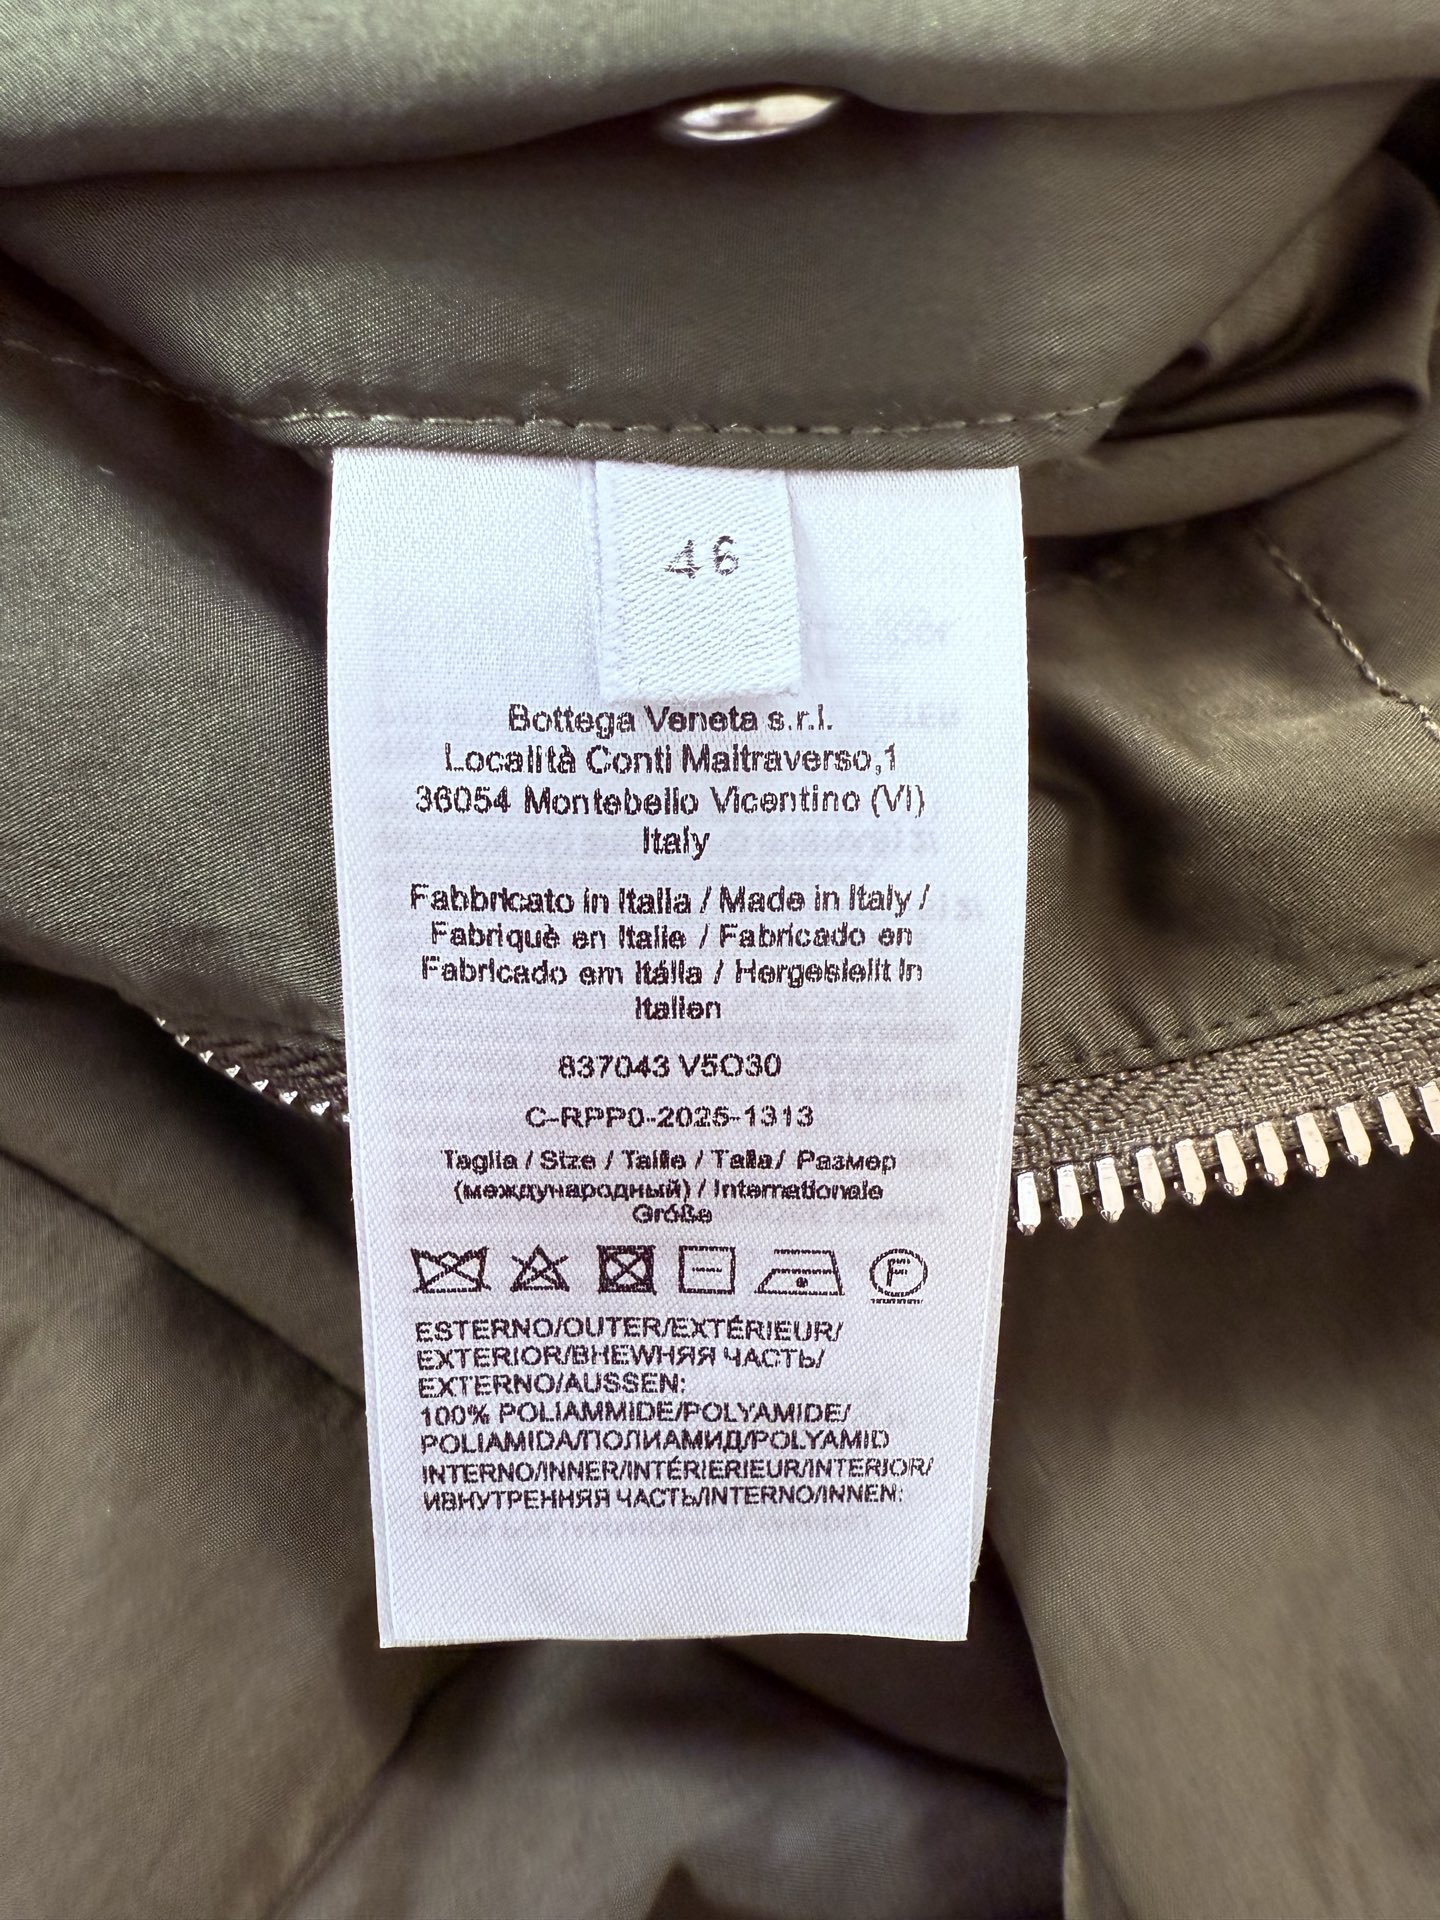 46
Bottega Veneta s.r.l.
Località Conti Maltraverso,1
36054 Montebello Vicentino (VI)
Italy
Fabbricato in Italia / Made in Italy /
Fabriquè en Italie / Fabricado en
Fabricado em Itália / Hergestellt in
Italien
837043 V5O30
C-RPP0-2025-1313
Taglia / Size / Taille / Talla/ Размер
(международный) / Internationale
Größe
F
ESTERNO/OUTER/EXTÉRIEUR/
EXTERIOR/ВНЕWНЯЯ ЧАСТЬ/
EXTERNO/AUSSEN:
100% POLIAMMIDE/POLYAMIDE/
POLIAMIDA/ПОЛИАМИД/POLYAMID
INTERNO/INNER/INTÉRIERIEUR/INTERIOR/
ИВНУТРЕННЯЯ ЧАСТЬ/INTERNO/INNEN: